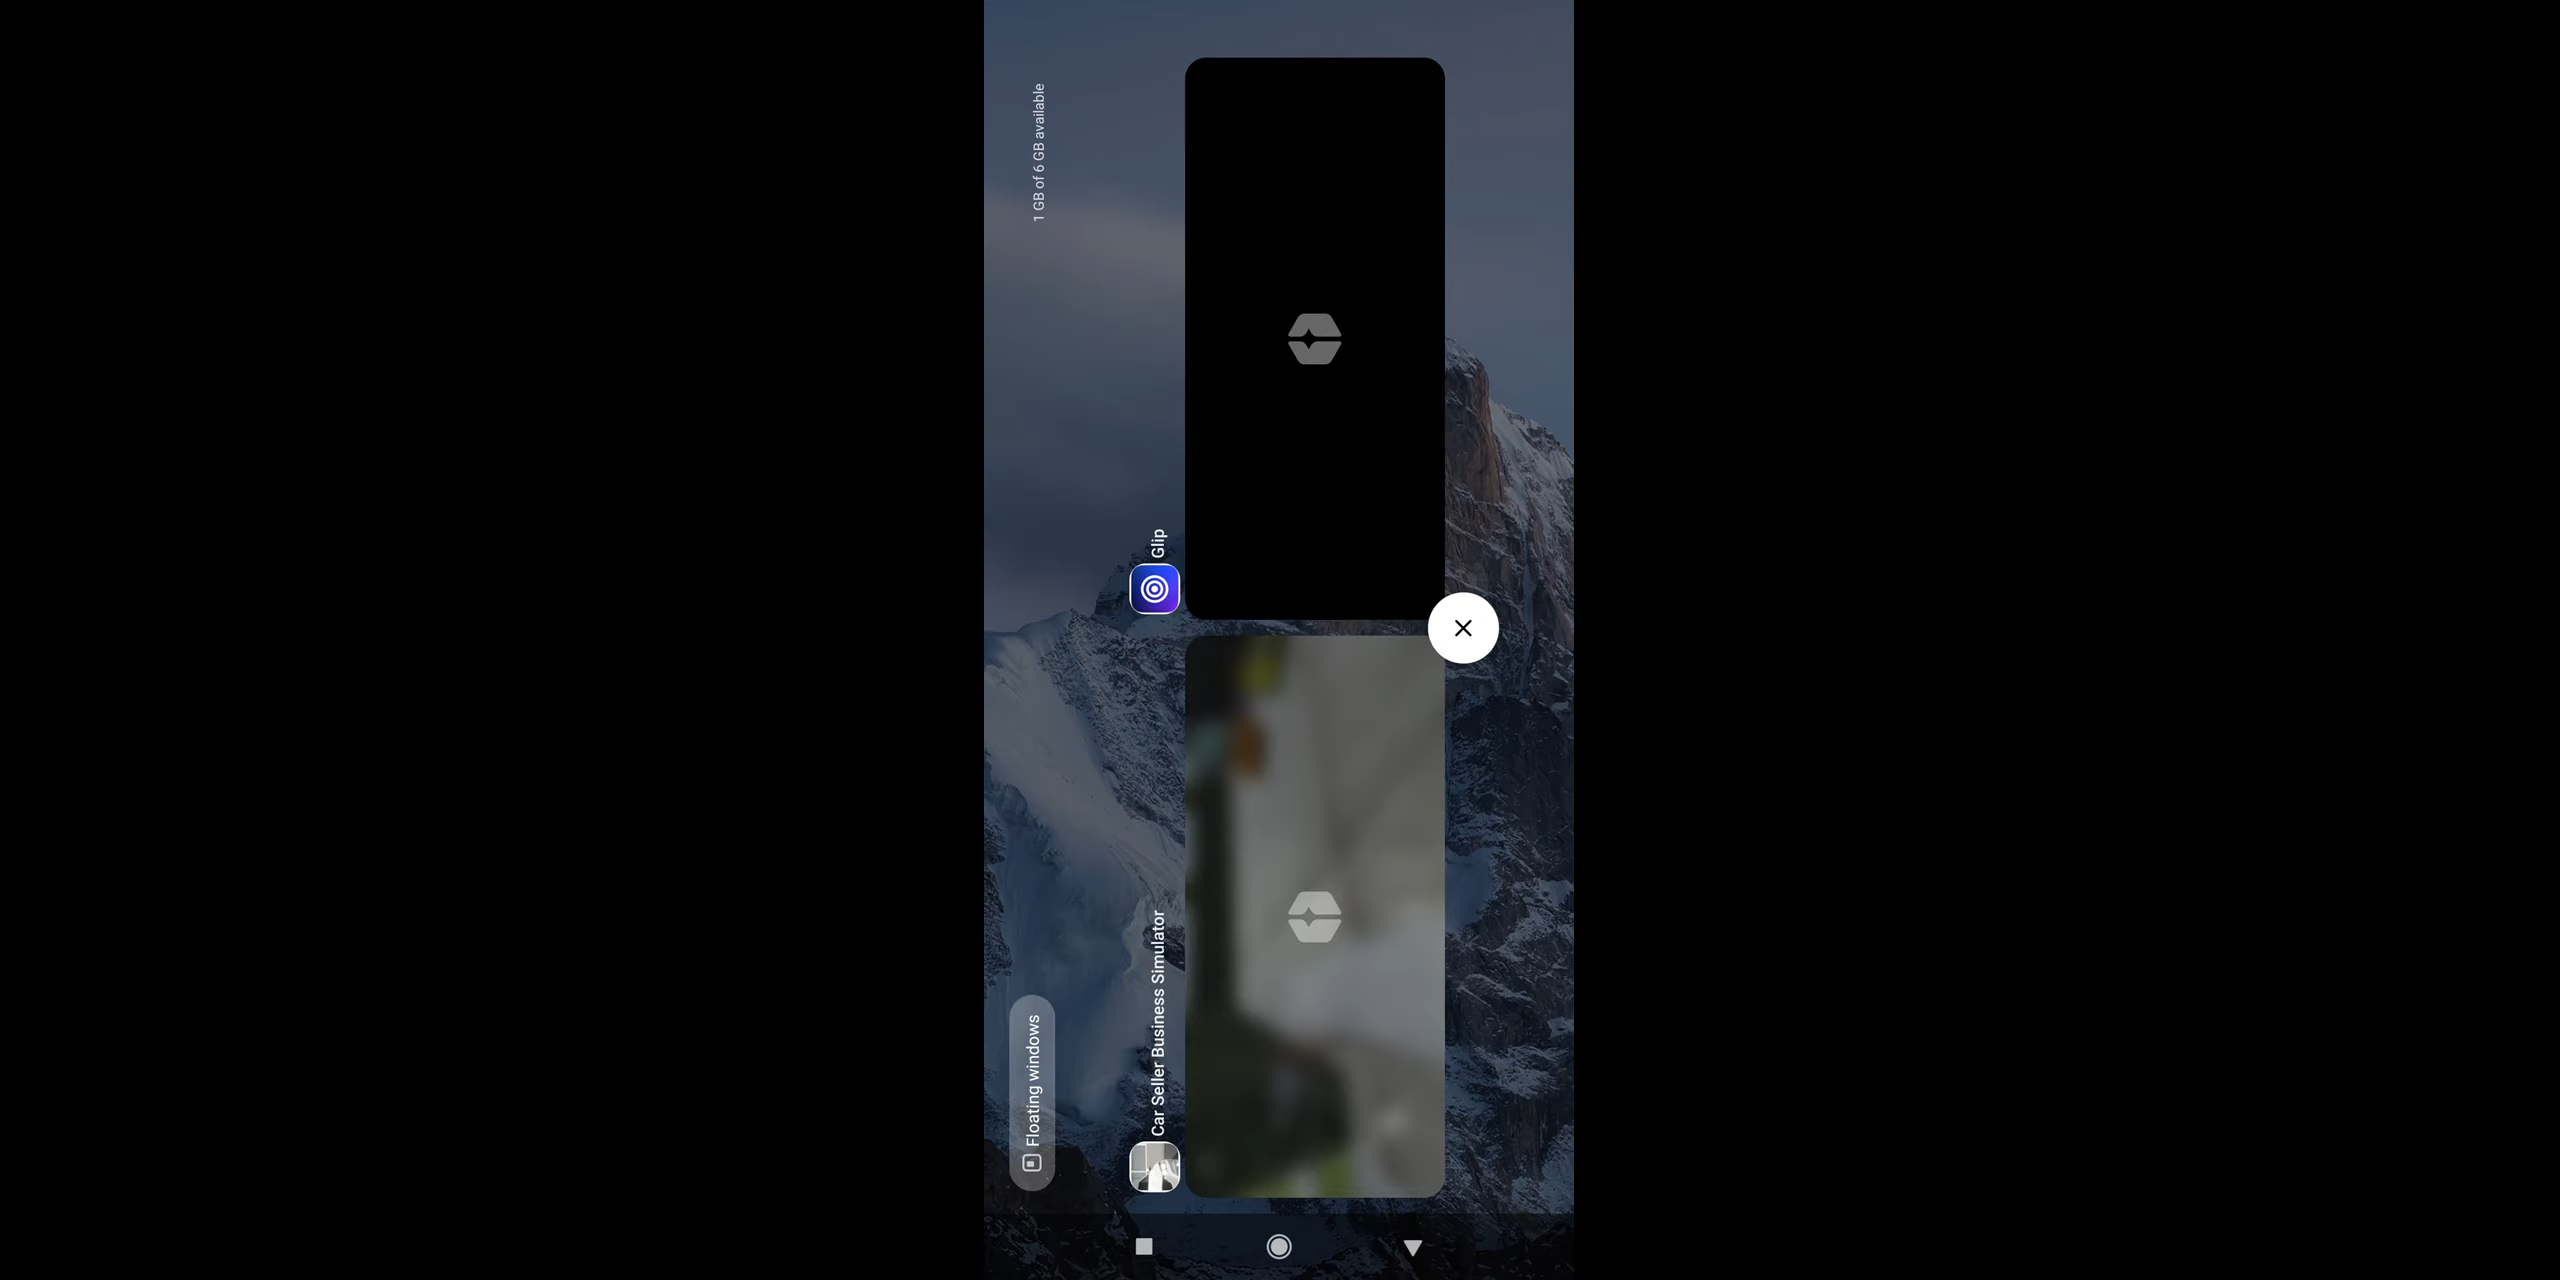 1 GB of 6 GB available
Floating windows
Car Seller Business Simulator
Glip